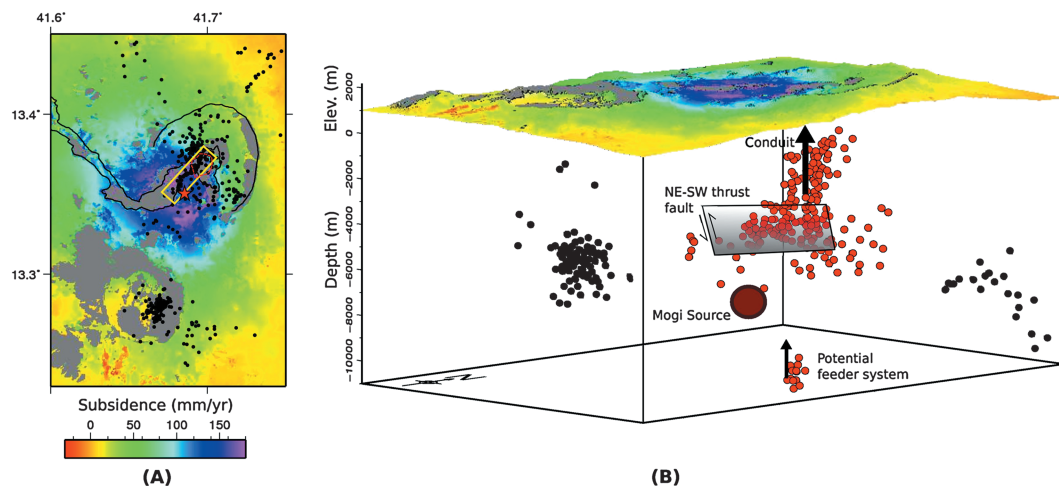 41.6°
41.7°
13.4°
13.3°
Subsidence (mm/yr)
0 50 100 150
(A)
Elev. (m)
2000
0
Depth (m)
−2000
−4000
−6000
−8000
−10000
Conduit
NE-SW thrust
fault
Mogi Source
Potential
feeder system
N
(B)